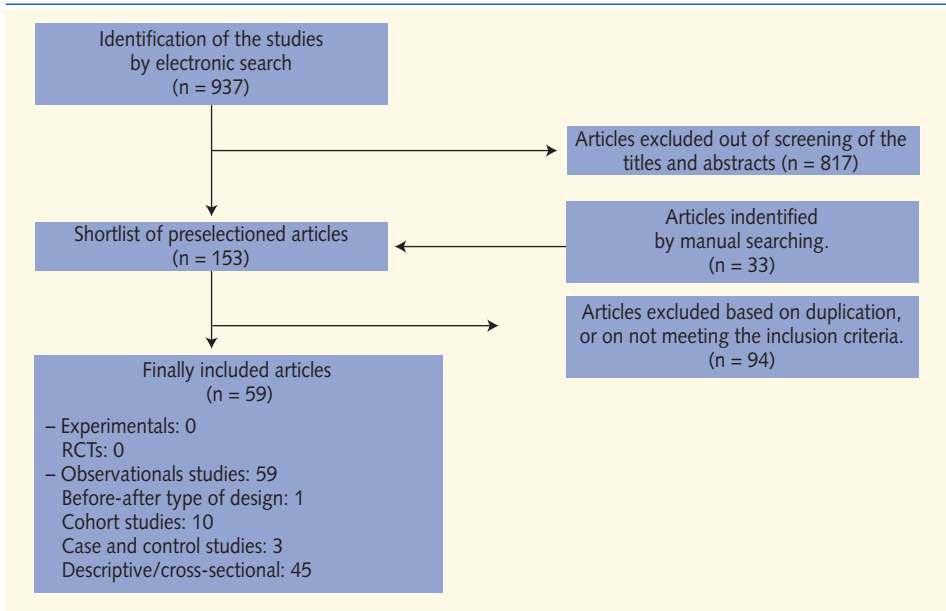 Identification of the studies
by electronic search
(n = 937)
Articles excluded out of screening of the
titles and abstracts (n = 817)
Shortlist of preselectioned articles
(n = 153)
Articles indentified
by manual searching.
(n = 33)
Articles excluded based on duplication,
or on not meeting the inclusion criteria.
(n = 94)
Finally included articles
(n = 59)
– Experimentals: 0
RCTs: 0
– Observationals studies: 59
Before-after type of design: 1
Cohort studies: 10
Case and control studies: 3
Descriptive/cross-sectional: 45